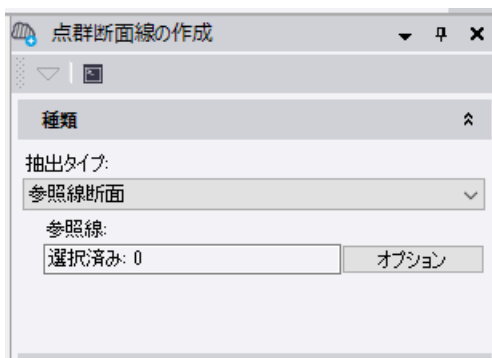 点群断面線の作成
種類
抽出タイプ:
参照線断面
参照線:
選択済み: 0
オプション